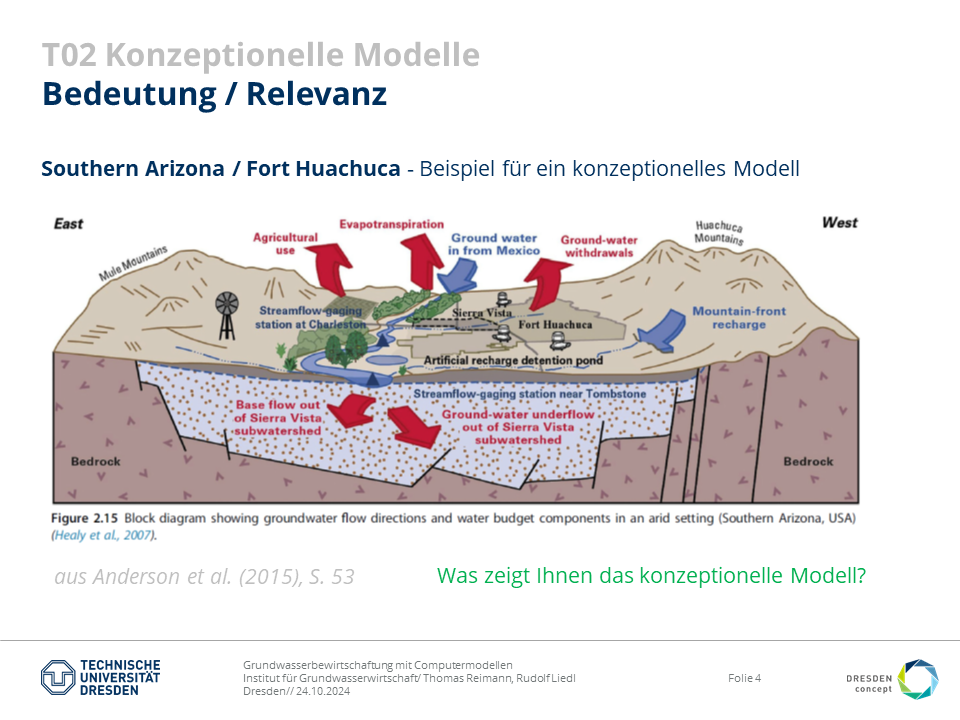 T02 Konzeptionelle Modelle
Bedeutung / Relevanz
Southern Arizona / Fort Huachuca - Beispiel für ein konzeptionelles Modell
East
West
Mule Mountains
Agricultural
use
Evapotranspiration
Ground water
in from Mexico
Ground-water
withdrawals
Huachuca
Mountains
Streamflow-gaging
station at Charleston
Sierra Vista
Fort Huachuca
Mountain-front
recharge
Artificial recharge detention pond
Streamflow-gaging station near Tombstone
Base flow out
of Sierra Vista
subwatershed
Ground-water underflow
out of Sierra Vista
subwatershed
Bedrock
Bedrock
Figure 2.15 Block diagram showing groundwater flow directions and water budget components in an arid setting (Southern Arizona, USA)
(Healy et al., 2007).
aus Anderson et al. (2015), S. 53
Was zeigt Ihnen das konzeptionelle Modell?
TECHNISCHE
UNIVERSITÄT
DRESDEN
Grundwasserbewirtschaftung mit Computermodellen
Institut für Grundwasserwirtschaft/ Thomas Reimann, Rudolf Liedl
Dresden// 24.10.2024
Folie 4
DRESDEN
concept